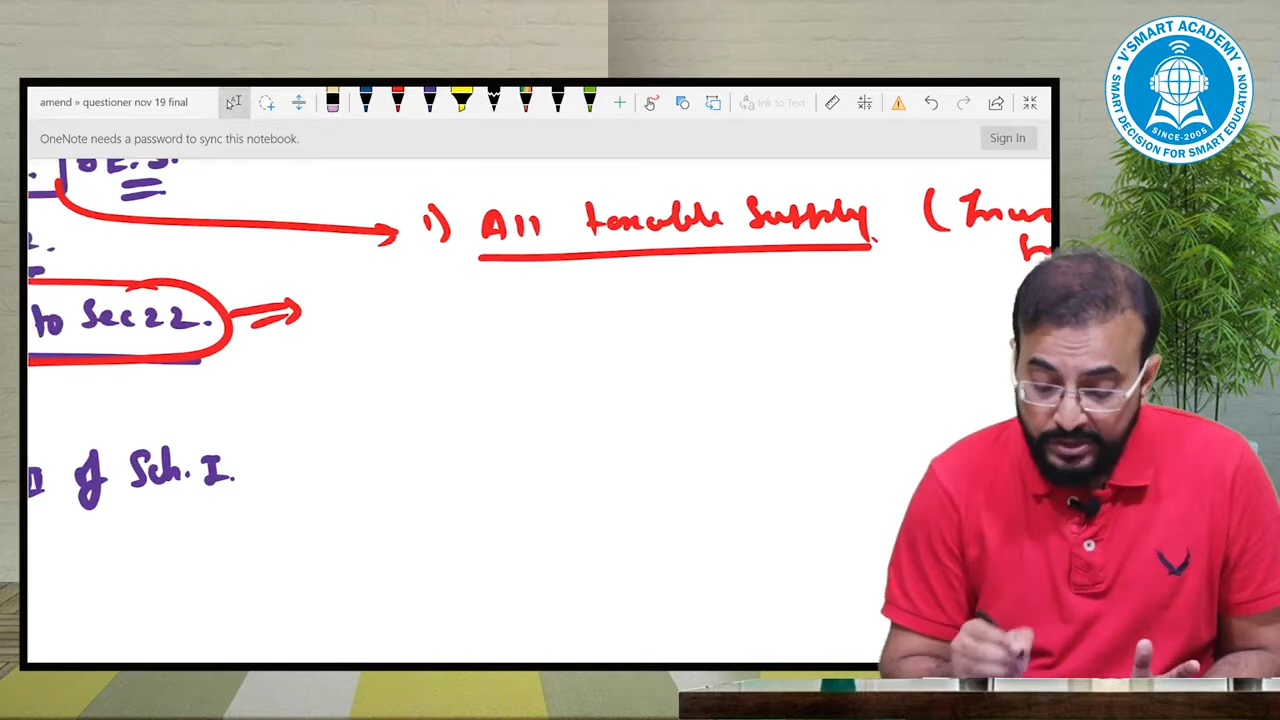 V'SMART ACADEMY
SMART DECISION FOR SMART EDUCATION
SINCE-2005
amend » questioner nov 19 final
Ink to Text
OneNote needs a password to sync this notebook.
Sign In
E.S.
1) All taxable supply. (
2.
to Sec 22.
of Sch. I.